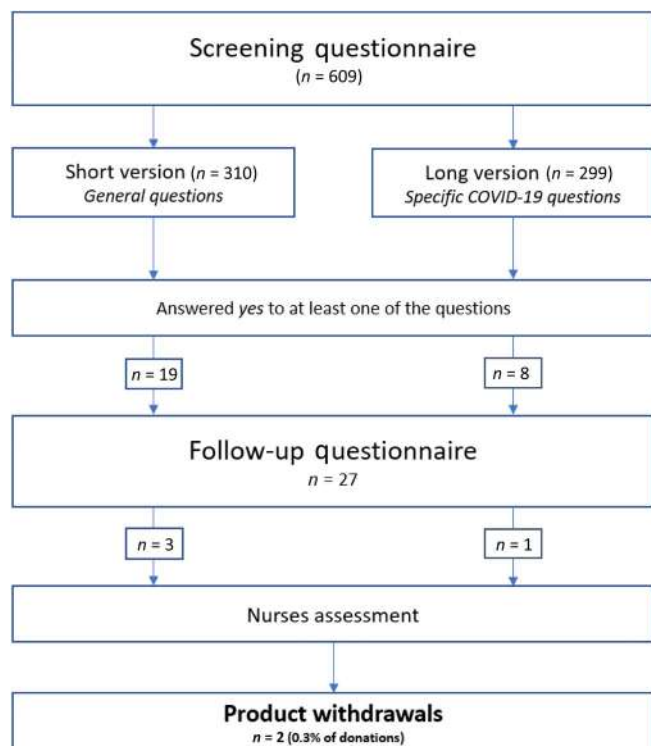 Screening questionnaire
(n = 609)
Short version (n = 310)
General questions
Long version (n = 299)
Specific COVID-19 questions
Answered yes to at least one of the questions
n = 19
n = 8
Follow-up questionnaire
n = 27
n = 3
n = 1
Nurses assessment
Product withdrawals
n = 2 (0.3% of donations)